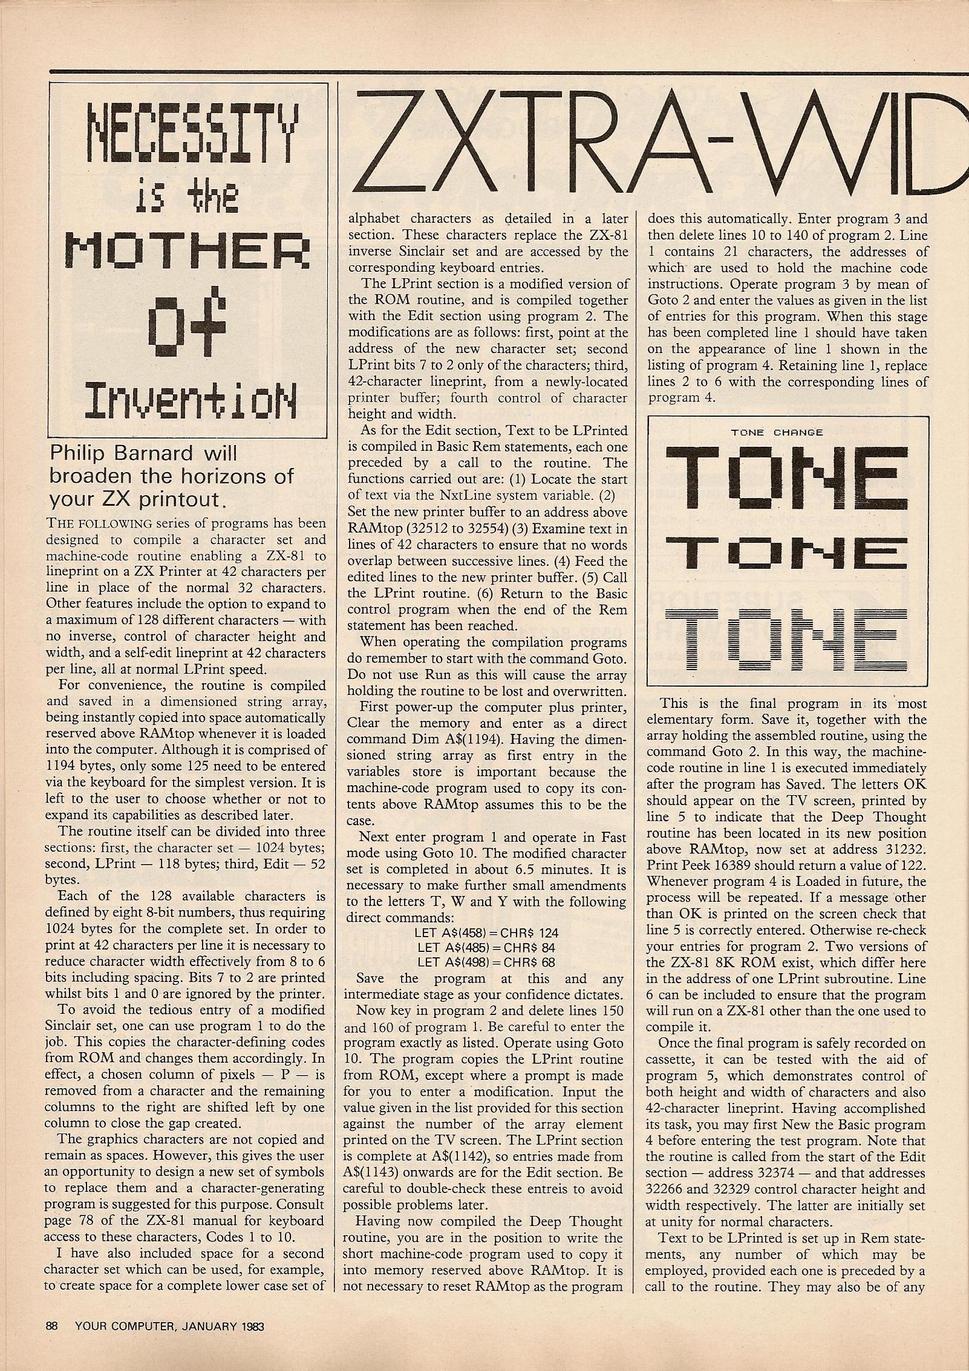 NECESSITY
is the
MOTHER
of
InventioN
ZXTRA-WID
Philip Barnard will
broaden the horizons of
your ZX printout.
THE FOLLOWING series of programs has been
designed to compile a character set and
machine-code routine enabling a ZX-81 to
lineprint on a ZX Printer at 42 characters per
line in place of the normal 32 characters.
Other features include the option to expand to
a maximum of 128 different characters — with
no inverse, control of character height and
width, and a self-edit lineprint at 42 characters
per line, all at normal LPrint speed.
For convenience, the routine is compiled
and saved in a dimensioned string array,
being instantly copied into space automatically
reserved above RAMtop whenever it is loaded
into the computer. Although it is comprised of
1194 bytes, only some 125 need to be entered
via the keyboard for the simplest version. It is
left to the user to choose whether or not to
expand its capabilities as described later.
The routine itself can be divided into three
sections: first, the character set — 1024 bytes;
second, LPrint — 118 bytes; third, Edit — 52
bytes.
Each of the 128 available characters is
defined by eight 8-bit numbers, thus requiring
1024 bytes for the complete set. In order to
print at 42 characters per line it is necessary to
reduce character width effectively from 8 to 6
bits including spacing. Bits 7 to 2 are printed
whilst bits 1 and 0 are ignored by the printer.
To avoid the tedious entry of a modified
Sinclair set, one can use program 1 to do the
job. This copies the character-defining codes
from ROM and changes them accordingly. In
effect, a chosen column of pixels — P — is
removed from a character and the remaining
columns to the right are shifted left by one
column to close the gap created.
The graphics characters are not copied and
remain as spaces. However, this gives the user
an opportunity to design a new set of symbols
to replace them and a character-generating
program is suggested for this purpose. Consult
page 78 of the ZX-81 manual for keyboard
access to these characters, Codes 1 to 10.
I have also included space for a second
character set which can be used, for example,
to create space for a complete lower case set of
alphabet characters as detailed in a later
section. These characters replace the ZX-81
inverse Sinclair set and are accessed by the
corresponding keyboard entries.
The LPrint section is a modified version of
the ROM routine, and is compiled together
with the Edit section using program 2. The
modifications are as follows: first, point at the
address of the new character set; second
LPrint bits 7 to 2 only of the characters; third,
42-character lineprint, from a newly-located
printer buffer; fourth control of character
height and width.
As for the Edit section, Text to be LPrinted
is compiled in Basic Rem statements, each one
preceded by a call to the routine. The
functions carried out are: (1) Locate the start
of text via the NxtLine system variable. (2)
Set the new printer buffer to an address above
RAMtop (32512 to 32554) (3) Examine text in
lines of 42 characters to ensure that no words
overlap between successive lines. (4) Feed the
edited lines to the new printer buffer. (5) Call
the LPrint routine. (6) Return to the Basic
control program when the end of the Rem
statement has been reached.
When operating the compilation programs
do remember to start with the command Goto.
Do not use Run as this will cause the array
holding the routine to be lost and overwritten.
First power-up the computer plus printer,
Clear the memory and enter as a direct
command Dim A$(1194). Having the dimen-
sioned string array as first entry in the
variables store is important because the
machine-code program used to copy its con-
tents above RAMtop assumes this to be the
case.
Next enter program 1 and operate in Fast
mode using Goto 10. The modified character
set is completed in about 6.5 minutes. It is
necessary to make further small amendments
to the letters T, W and Y with the following
direct commands:
LET A$(458) = CHR$ 124
LET A$(485) = CHR$ 84
LET A$(498) = CHR$ 68
Save the program at this and any
intermediate stage as your confidence dictates.
Now key in program 2 and delete lines 150
and 160 of program 1. Be careful to enter the
program exactly as listed. Operate using Goto
10. The program copies the LPrint routine
from ROM, except where a prompt is made
for you to enter a modification. Input the
value given in the list provided for this section
against the number of the array element
printed on the TV screen. The LPrint section
is complete at A$(1142), so entries made from
A$(1143) onwards are for the Edit section. Be
careful to double-check these entreis to avoid
possible problems later.
Having now compiled the Deep Thought
routine, you are in the position to write the
short machine-code program used to copy it
into memory reserved above RAMtop. It is
not necessary to reset RAMtop as the program
does this automatically. Enter program 3 and
then delete lines 10 to 140 of program 2. Line
1 contains 21 characters, the addresses of
which are used to hold the machine code
instructions. Operate program 3 by mean of
Goto 2 and enter the values as given in the list
of entries for this program. When this stage
has been completed line 1 should have taken
on the appearance of line 1 shown in the
listing of program 4. Retaining line 1, replace
lines 2 to 6 with the corresponding lines of
program 4.
TONE CHANGE
TONE
TONE
TONE
This is the final program in its most
elementary form. Save it, together with the
array holding the assembled routine, using the
command Goto 2. In this way, the machine-
code routine in line 1 is executed immediately
after the program has Saved. The letters OK
should appear on the TV screen, printed by
line 5 to indicate that the Deep Thought
routine has been located in its new position
above RAMtop, now set at address 31232.
Print Peek 16389 should return a value of 122.
Whenever program 4 is Loaded in future, the
process will be repeated. If a message other
than OK is printed on the screen check that
line 5 is correctly entered. Otherwise re-check
your entries for program 2. Two versions of
the ZX-81 8K ROM exist, which differ here
in the address of one LPrint subroutine. Line
6 can be included to ensure that the program
will run on a ZX-81 other than the one used to
compile it.
Once the final program is safely recorded on
cassette, it can be tested with the aid of
program 5, which demonstrates control of
both height and width of characters and also
42-character lineprint. Having accomplished
its task, you may first New the Basic program
4 before entering the test program. Note that
the routine is called from the start of the Edit
section — address 32374 — and that addresses
32266 and 32329 control character height and
width respectively. The latter are initially set
at unity for normal characters.
Text to be LPrinted is set up in Rem state-
ments, any number of which may be
employed, provided each one is preceded by a
call to the routine. They may also be of any
88 YOUR COMPUTER, JANUARY 1983